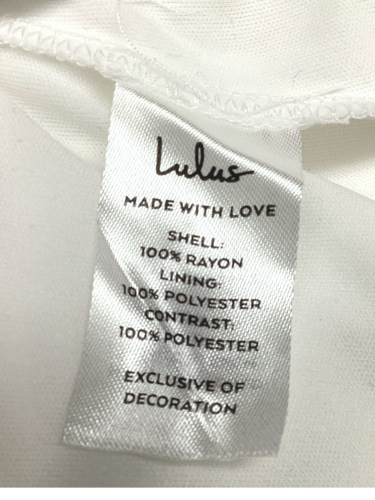 Lulus
MADE WITH LOVE
SHELL:
100% RAYON
LINING:
100% POLYESTER
CONTRAST:
100% POLYESTER
EXCLUSIVE OF
DECORATION